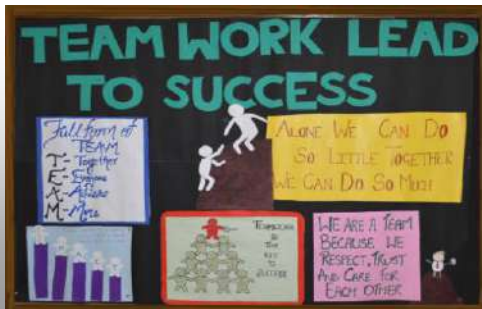 TEAM WORK LEAD
TO SUCCESS
Full form of
TEAM
T- Together
E-
A- Achieve
M- More
ALONE WE CAN DO
SO LITTLE TOGETHER
WE CAN DO SO MUCH
TEAMWORK
IS
THE
KEY
TO
SUCCESS
WE ARE A TEAM
BECAUSE WE
RESPECT, TRUST
AND CARE FOR
EACH OTHER